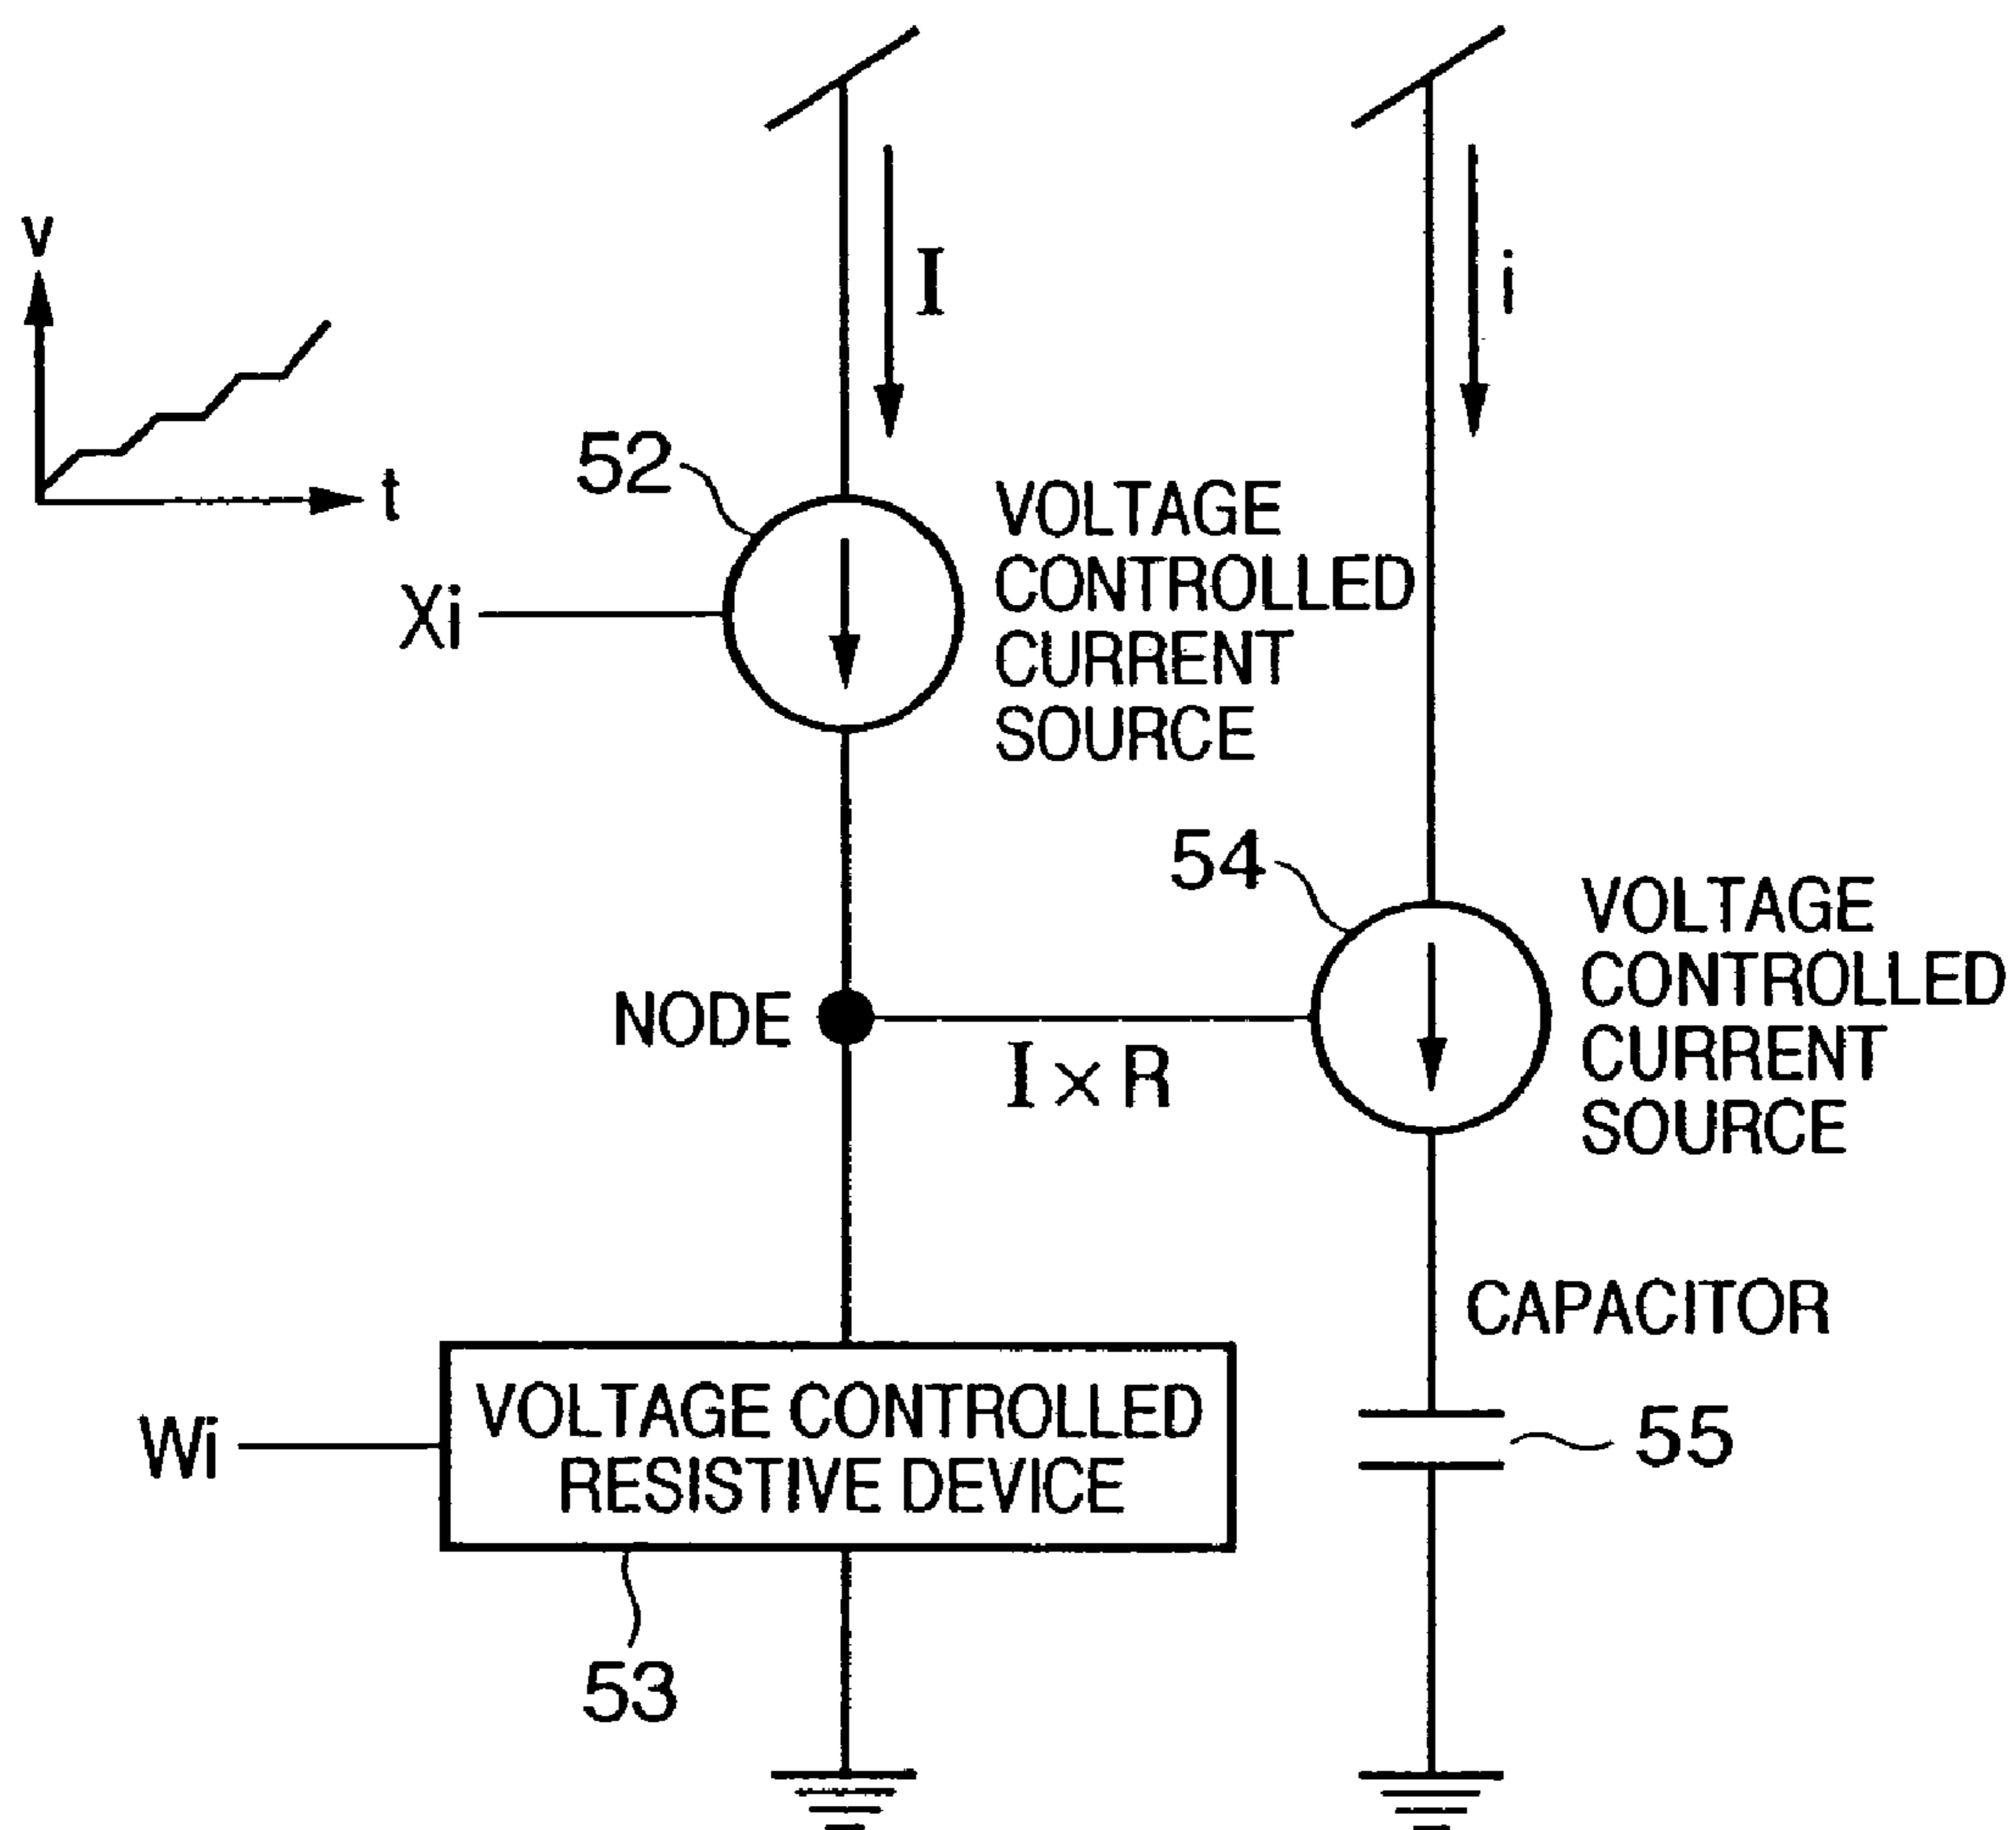 v
t
I
i
52
VOLTAGE
CONTROLLED
CURRENT
SOURCE
Xi
54
VOLTAGE
CONTROLLED
CURRENT
SOURCE
NODE
I × R
CAPACITOR
55
Wi
VOLTAGE CONTROLLED
RESISTIVE DEVICE
53